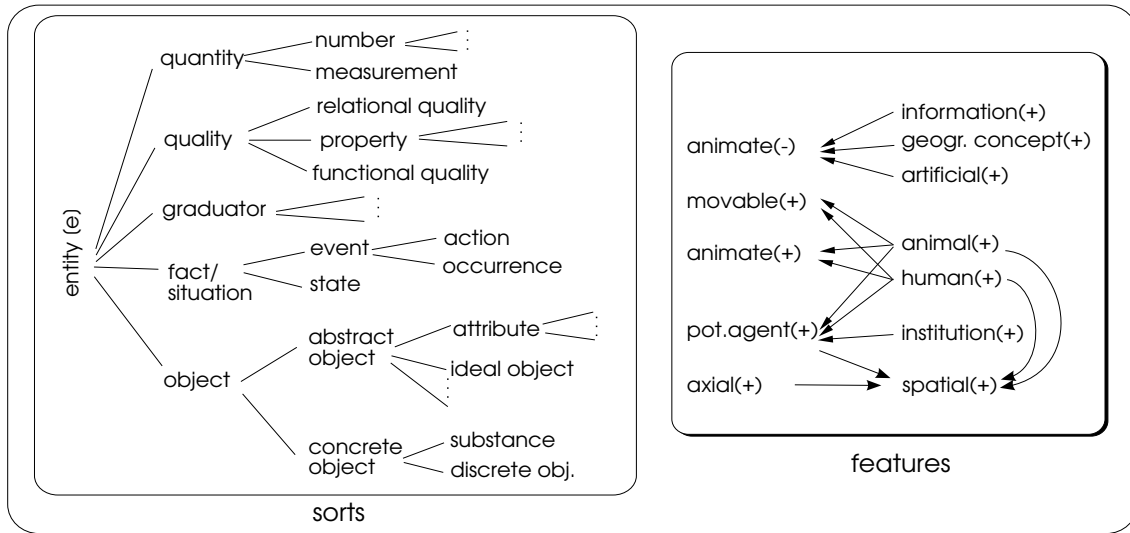 entity (e)
quantity
number
measurement
quality
relational quality
property
functional quality
graduator
fact/
situation
event
action
occurrence
state
object
abstract
object
attribute
ideal object
concrete
object
substance
discrete obj.
sorts
animate(-)
movable(+)
animate(+)
pot.agent(+)
axial(+)
information(+)
geogr. concept(+)
artificial(+)
animal(+)
human(+)
institution(+)
spatial(+)
features